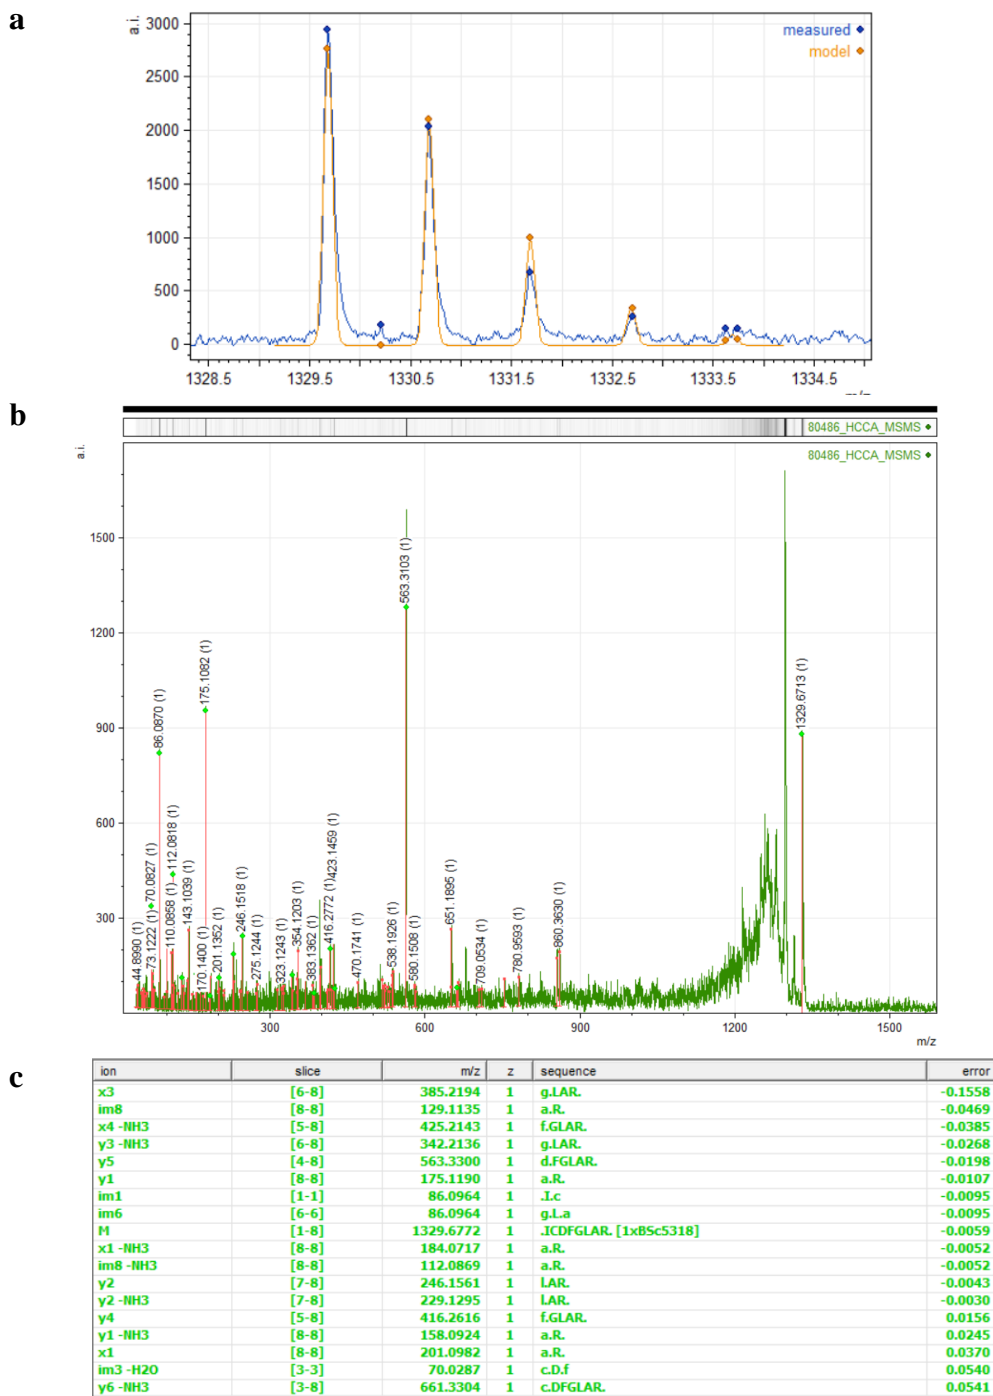 a
a.i.
3000
2500
2000
1500
1000
500
0
measured
model
1328.5 1329.5 1330.5 1331.5 1332.5 1333.5 1334.5
b
80486_HCCA_MSMS
a.i.
80486_HCCA_MSMS
1500
1200
900
600
300
44.8990 (1)
70.0827 (1)
73.1222 (1)
86.0870 (1)
110.0858 (1)
112.0818 (1)
143.1039 (1)
170.1400 (1)
175.1082 (1)
201.1352 (1)
246.1518 (1)
275.1244 (1)
323.1243 (1)
354.1203 (1)
383.1362 (1)
416.2772 (1)
423.1459 (1)
470.1741 (1)
538.1926 (1)
563.3103 (1)
580.1508 (1)
651.1895 (1)
709.0534 (1)
780.9593 (1)
860.3630 (1)
1329.6713 (1)
300 600 900 1200 1500
m/z
c
ion slice m/z z sequence error
x3 [6-8] 385.2194 1 g.LAR. -0.1558
im8 [8-8] 129.1135 1 a.R. -0.0469
x4 -NH3 [5-8] 425.2143 1 f.GLAR. -0.0385
y3 -NH3 [6-8] 342.2136 1 g.LAR. -0.0268
y5 [4-8] 563.3300 1 d.FGLAR. -0.0198
y1 [8-8] 175.1190 1 a.R. -0.0107
im1 [1-1] 86.0964 1 .I.c -0.0095
im6 [6-6] 86.0964 1 g.L.a -0.0095
M [1-8] 1329.6772 1 .ICDFGLAR. [1xBSc5318] -0.0059
x1 -NH3 [8-8] 184.0717 1 a.R. -0.0052
im8 -NH3 [8-8] 112.0869 1 a.R. -0.0052
y2 [7-8] 246.1561 1 l.AR. -0.0043
y2 -NH3 [7-8] 229.1295 1 l.AR. -0.0030
y4 [5-8] 416.2616 1 f.GLAR. 0.0156
y1 -NH3 [8-8] 158.0924 1 a.R. 0.0245
x1 [8-8] 201.0982 1 a.R. 0.0370
im3 -H2O [3-3] 70.0287 1 c.D.f 0.0540
y6 -NH3 [3-8] 661.3304 1 c.DFGLAR. 0.0541